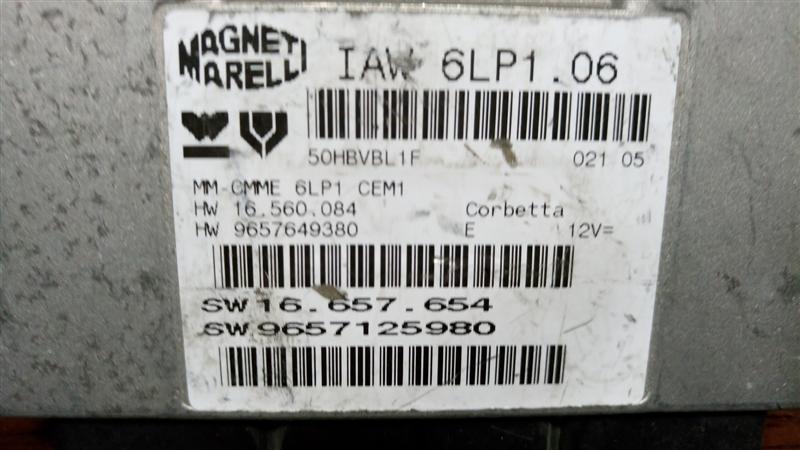 MAGNETI
MARELLI
IAW 6LP1.06
50HBVBL1F 021 05
MM-CMME 6LP1 CEM1
HW 16.560.084 Corbetta
HW 9657649380 E 12V=
SW 16.657.654
SW 9657125980